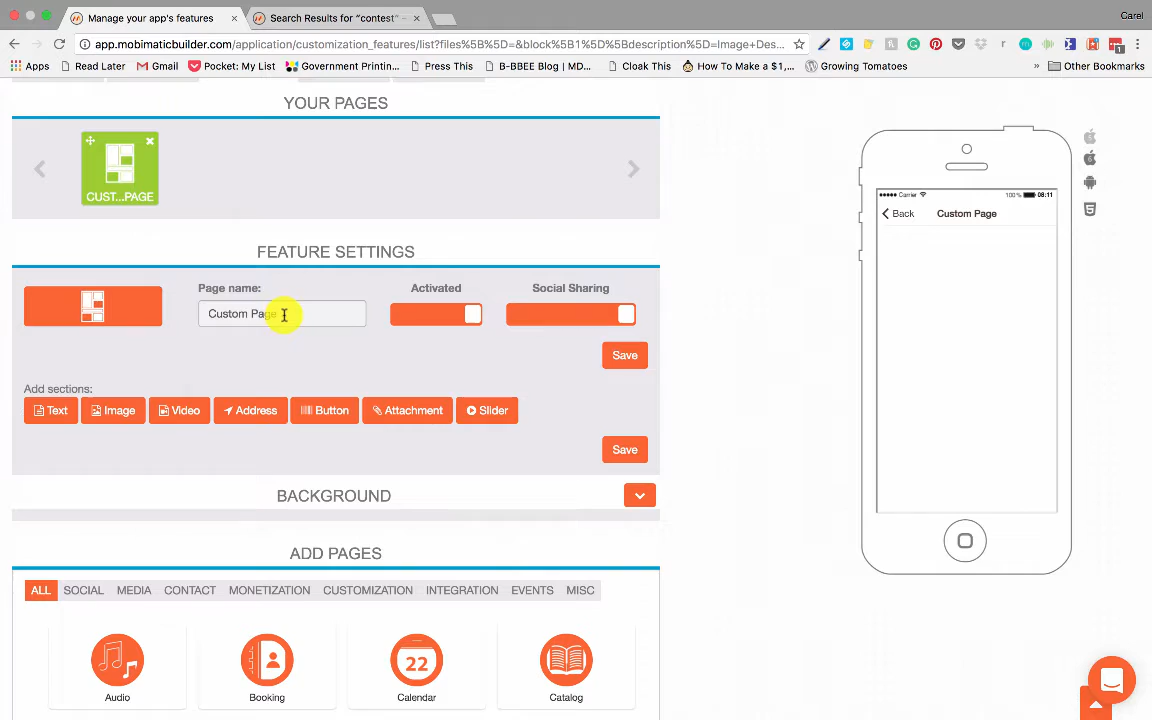 Manage your app's features
Search Results for "contest" –
Carel
app.mobimaticbuilder.com/application/customization_features/list?files%5B%5D=&block%5B1%5D%5Bdescription%5D=Image+Des...
Apps
Read Later
Gmail
Pocket: My List
Government Printin...
Press This
B-BBEE Blog | MD...
Cloak This
How To Make a $1,...
Growing Tomatoes
»
Other Bookmarks
YOUR PAGES
CUST...PAGE
FEATURE SETTINGS
Page name:
Activated
Social Sharing
Custom Page
Save
Add sections:
Text
Image
Video
Address
Button
Attachment
Slider
Save
BACKGROUND
ADD PAGES
ALL SOCIAL MEDIA CONTACT MONETIZATION CUSTOMIZATION INTEGRATION EVENTS MISC
22
Audio
Booking
Calendar
Catalog
Carrier
100%
08:11
Back
Custom Page